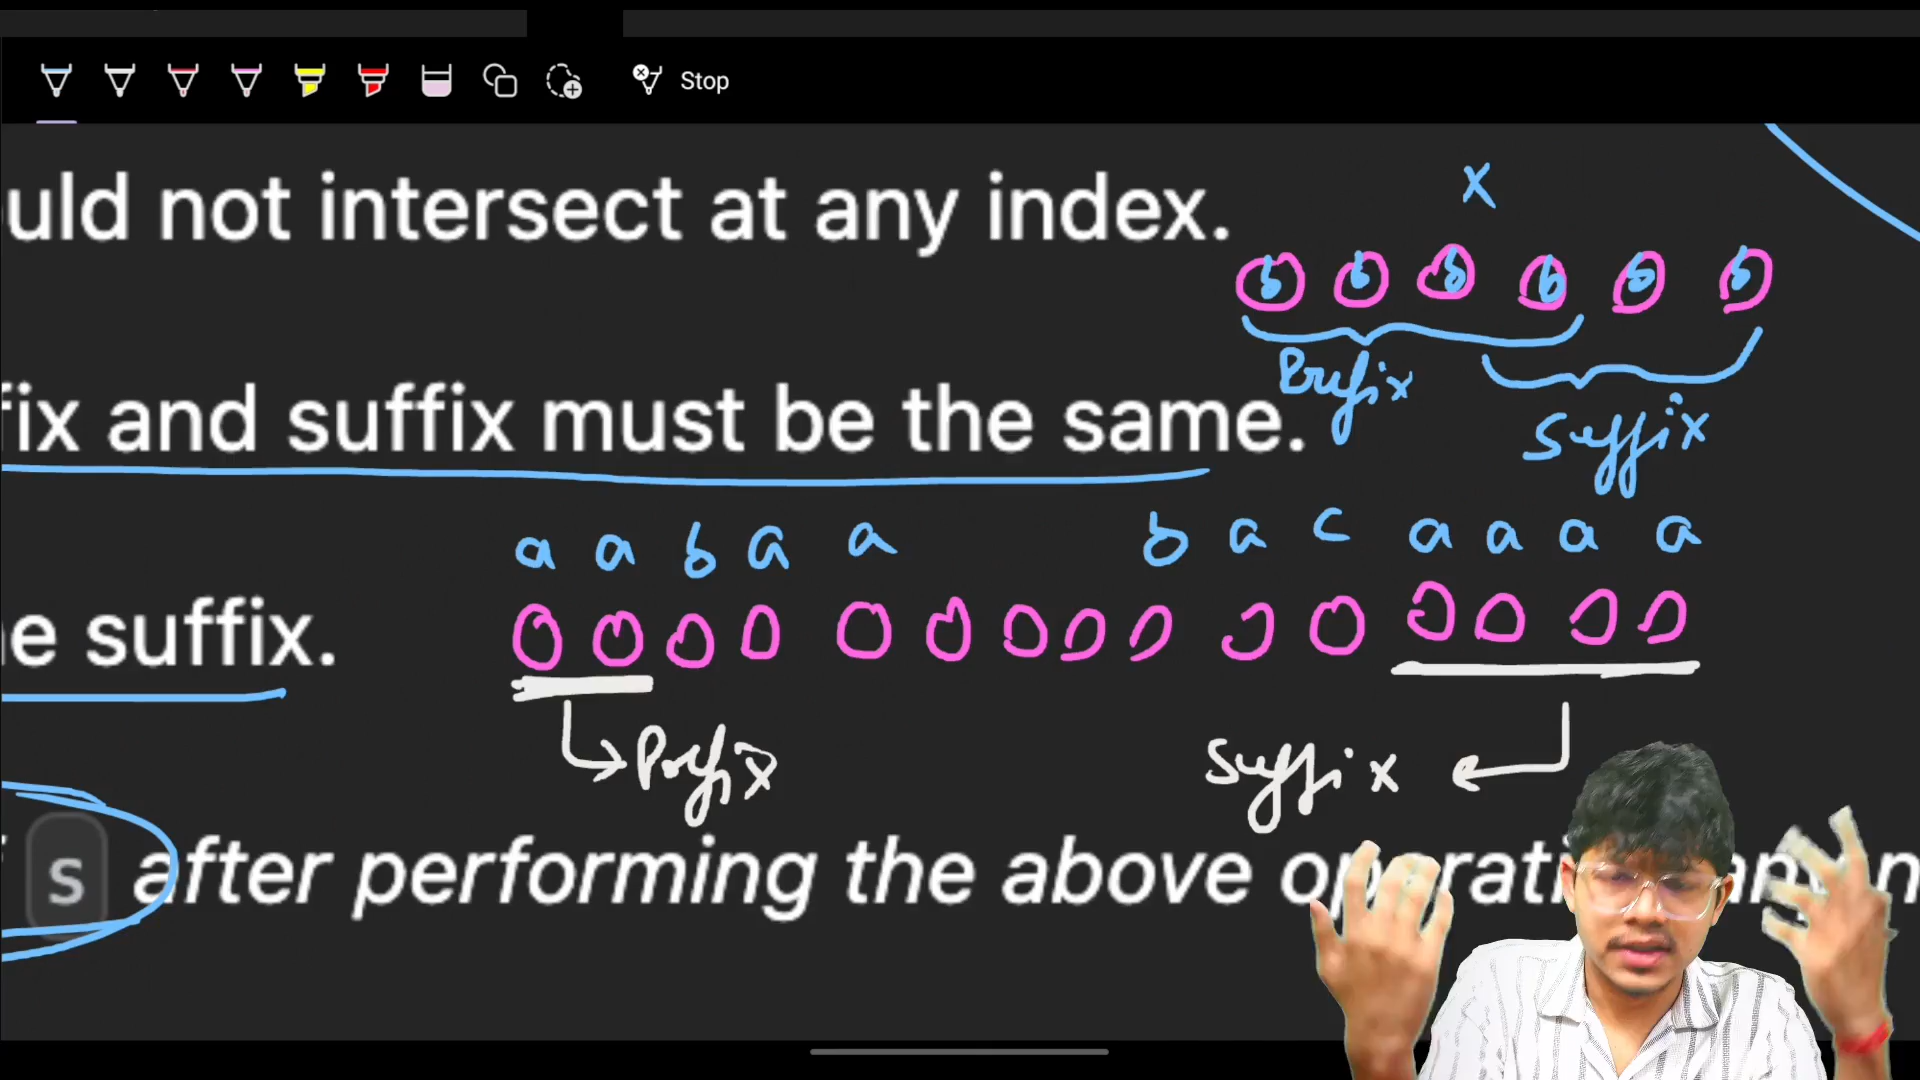 Stop
x
uld not intersect at any index.
b b b b b b
Prefix
fix and suffix must be the same.
Suffix
a a b a a b a c a a a a
e suffix.
Prefix
Suffix
s after performing the above